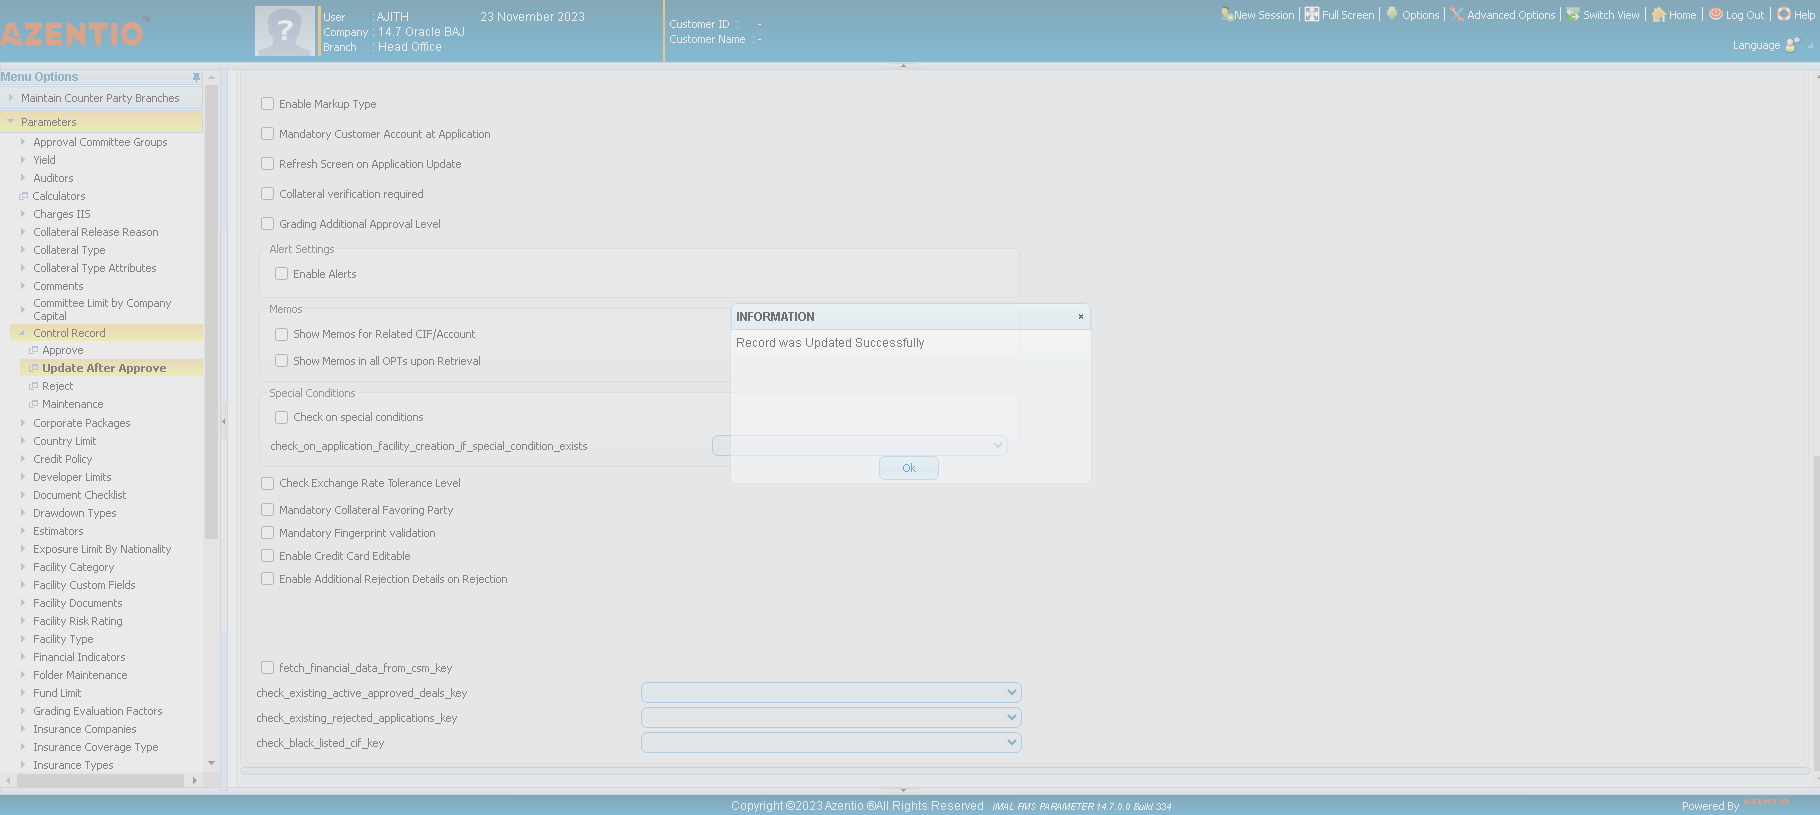 AZENTIO
TM
?
User : AJITH
Company : 14.7 Oracle BAJ
Branch : Head Office
23 November 2023
Customer ID : -
Customer Name : -
New Session
Full Screen
Options
Advanced Options
Switch View
Home
Log Out
Help
Language
Menu Options
Maintain Counter Party Branches
Parameters
Approval Committee Groups
Yield
Auditors
Calculators
Charges IIS
Collateral Release Reason
Collateral Type
Collateral Type Attributes
Comments
Committee Limit by Company
Capital
Control Record
Approve
Update After Approve
Reject
Maintenance
Corporate Packages
Country Limit
Credit Policy
Developer Limits
Document Checklist
Drawdown Types
Estimators
Exposure Limit By Nationality
Facility Category
Facility Custom Fields
Facility Documents
Facility Risk Rating
Facility Type
Financial Indicators
Folder Maintenance
Fund Limit
Grading Evaluation Factors
Insurance Companies
Insurance Coverage Type
Insurance Types
Enable Markup Type
Mandatory Customer Account at Application
Refresh Screen on Application Update
Collateral verification required
Grading Additional Approval Level
Alert Settings
Enable Alerts
Memos
Show Memos for Related CIF/Account
Show Memos in all OPTs upon Retrieval
Special Conditions
Check on special conditions
check_on_application_facility_creation_if_special_condition_exists
Check Exchange Rate Tolerance Level
Mandatory Collateral Favoring Party
Mandatory Fingerprint validation
Enable Credit Card Editable
Enable Additional Rejection Details on Rejection
fetch_financial_data_from_csm_key
check_existing_active_approved_deals_key
check_existing_rejected_applications_key
check_black_listed_cif_key
INFORMATION
Record was Updated Successfully
Ok
Copyright ©2023 Azentio ®All Rights Reserved iMAL RMS PARAMETER 14.7.0.0 Build 334
Powered By AZENTIO